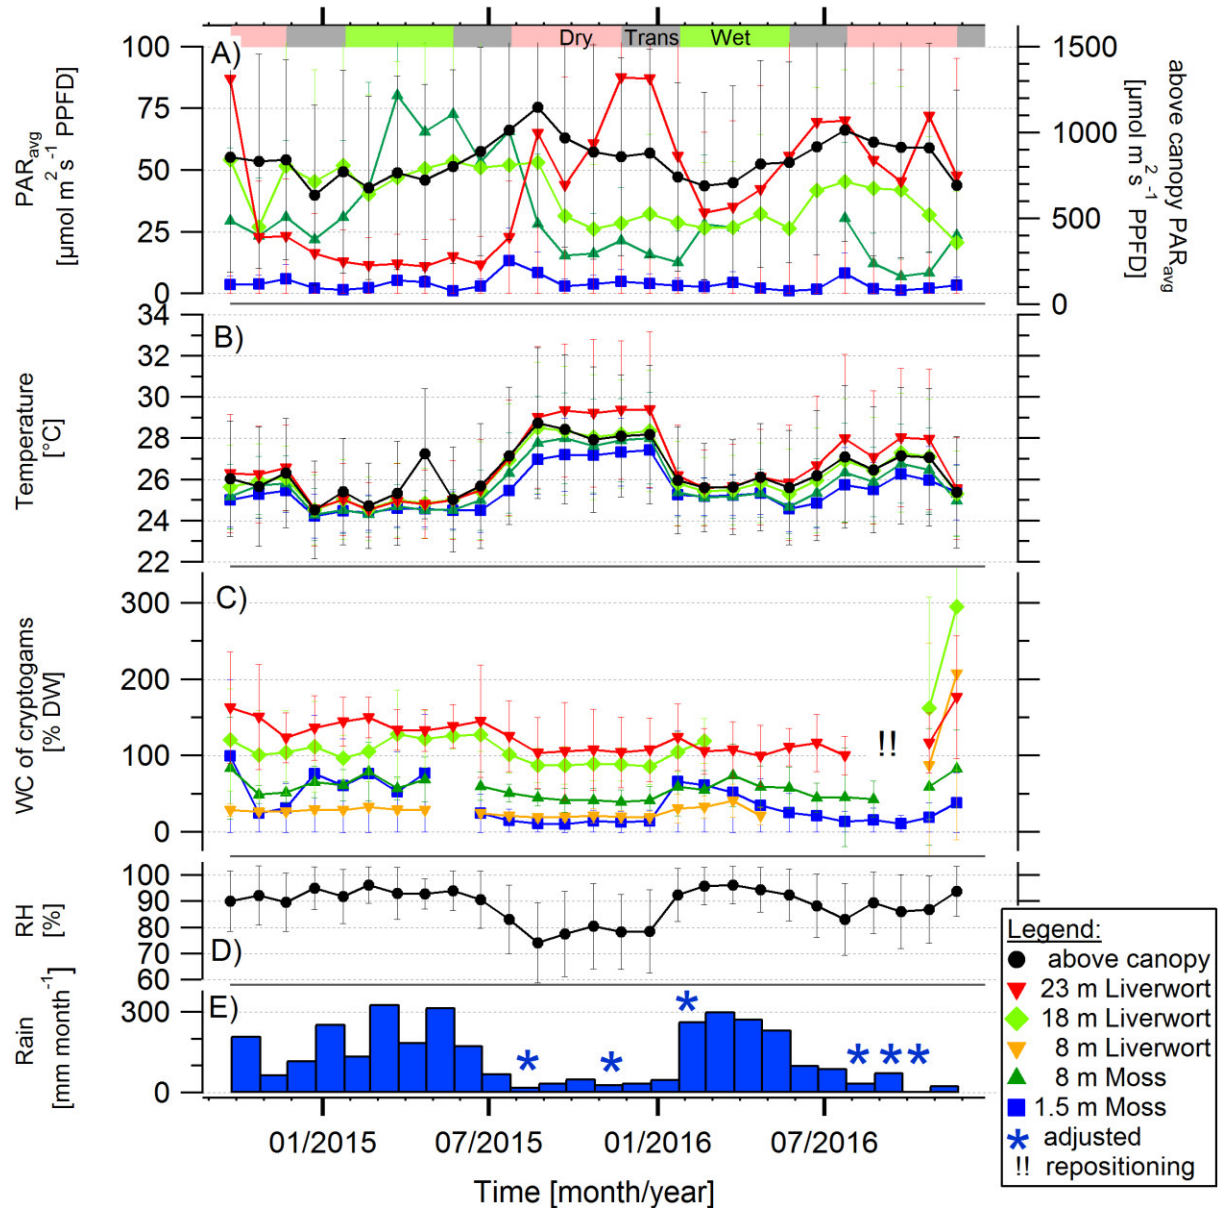 Dry Trans Wet
A)
100
75
50
25
0
PARavg
[µmol m2s-1 PPFD]
1500
1000
500
0
above canopy PARavg
[µmol m2s-1 PPFD]
B)
34
32
30
28
26
24
22
Temperature
[°C]
C)
300
200
100
0
WC of cryptogams
[% DW]
!!
D)
100
90
80
70
60
RH
[%]
E)
300
0
Rain
[mm month-1]
* * * * * *
01/2015 07/2015 01/2016 07/2016
Time [month/year]
Legend:
above canopy
23 m Liverwort
18 m Liverwort
8 m Liverwort
8 m Moss
1.5 m Moss
* adjusted
!! repositioning